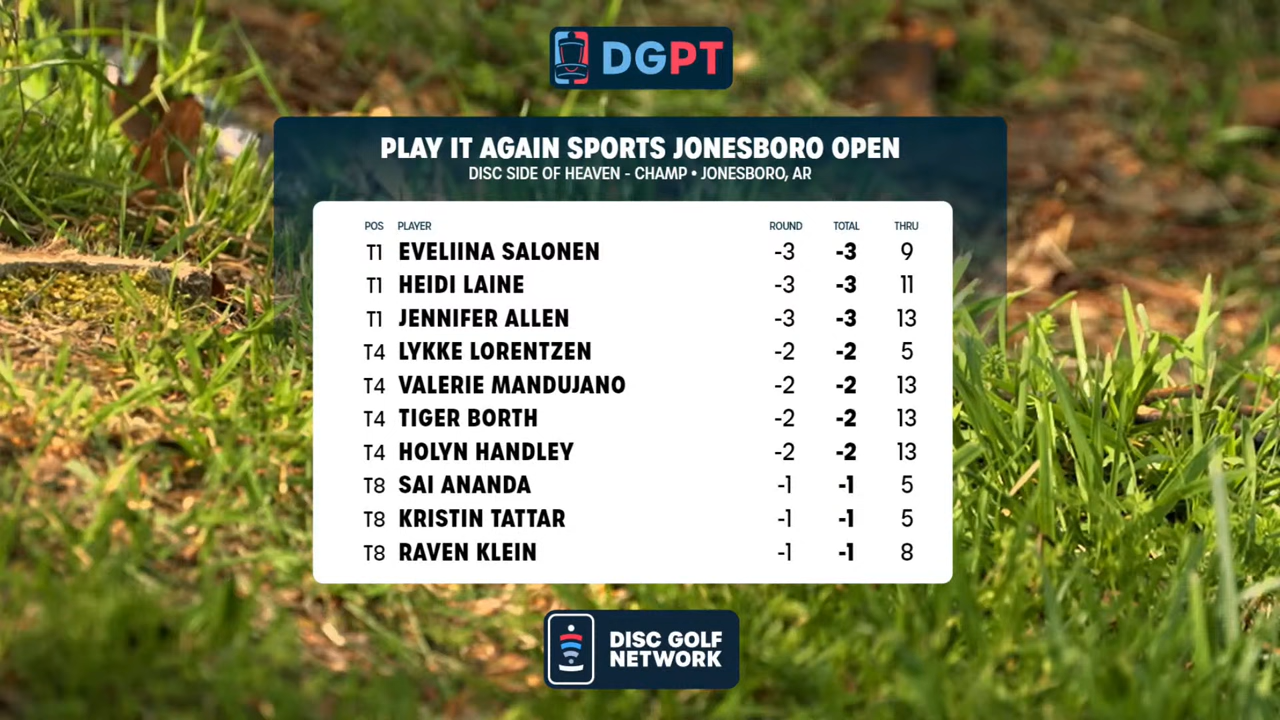 DGPT
PLAY IT AGAIN SPORTS JONESBORO OPEN
DISC SIDE OF HEAVEN - CHAMP • JONESBORO, AR
POS PLAYER ROUND TOTAL THRU
T1 EVELIINA SALONEN -3 -3 9
T1 HEIDI LAINE -3 -3 11
T1 JENNIFER ALLEN -3 -3 13
T4 LYKKE LORENTZEN -2 -2 5
T4 VALERIE MANDUJANO -2 -2 13
T4 TIGER BORTH -2 -2 13
T4 HOLYN HANDLEY -2 -2 13
T8 SAI ANANDA -1 -1 5
T8 KRISTIN TATTAR -1 -1 5
T8 RAVEN KLEIN -1 -1 8
DISC GOLF
NETWORK